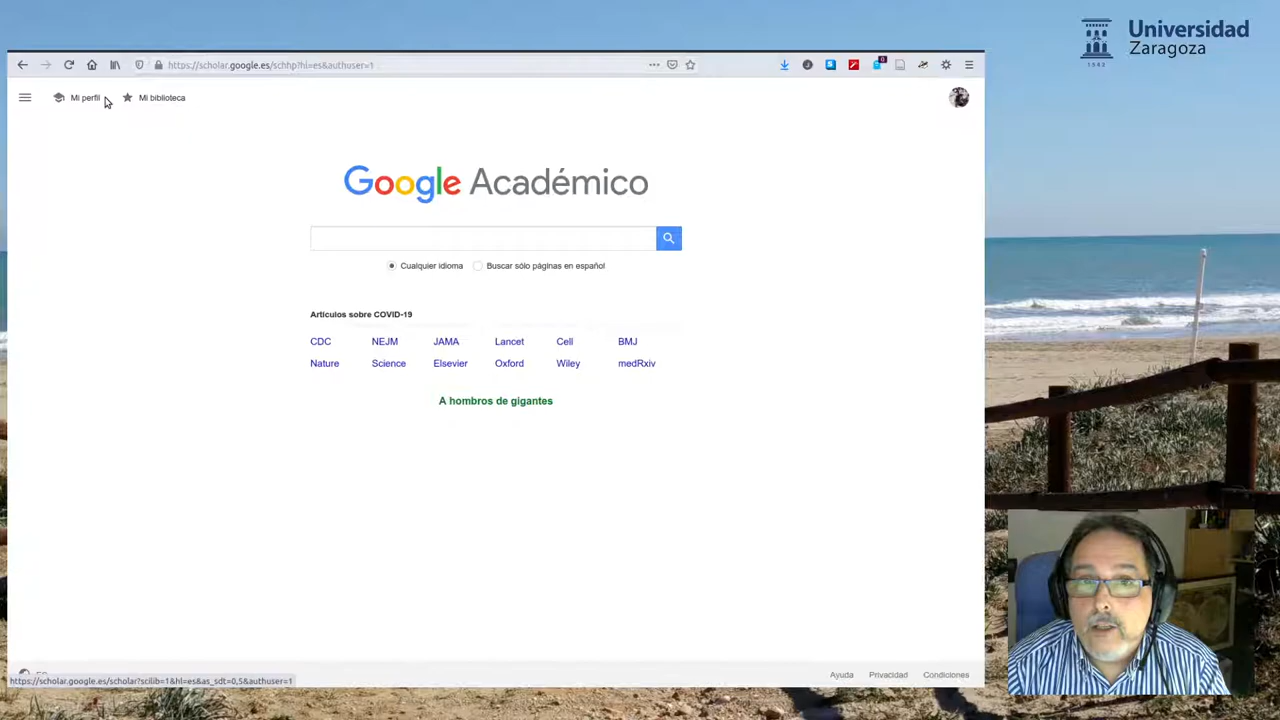 Universidad
Zaragoza
1542
https://scholar.google.es/schhp?hl=es&authuser=1
0
Mi perfil
Mi biblioteca
Google Académico
Cualquier idioma
Buscar sólo páginas en español
Artículos sobre COVID-19
CDC NEJM JAMA Lancet Cell BMJ
Nature Science Elsevier Oxford Wiley medRxiv
A hombros de gigantes
Ayuda Privacidad Condiciones
https://scholar.google.es/scholar?scilib=1&hl=es&as_sdt=0,5&authuser=1